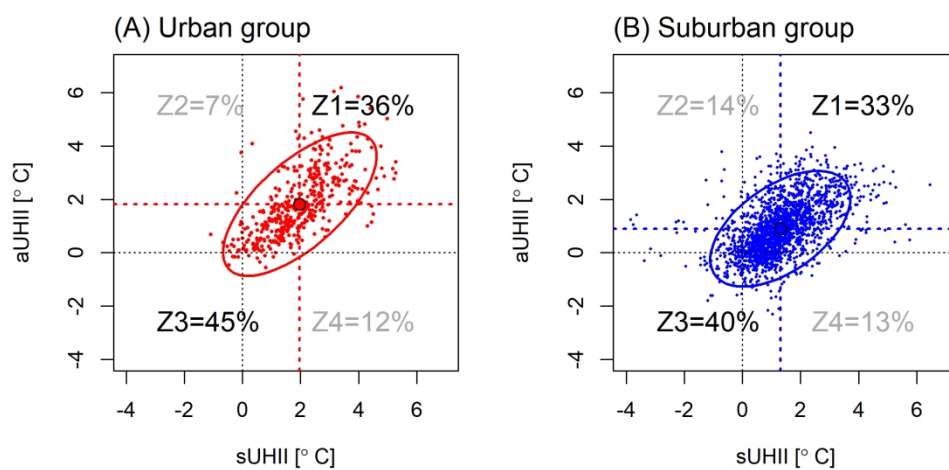 (A) Urban group
aUHII [° C]
6
4
2
0
-2
-4
Z2=7%
Z1=36%
Z3=45%
Z4=12%
-4 -2 0 2 4 6
sUHII [° C]
(B) Suburban group
aUHII [° C]
6
4
2
0
-2
-4
Z2=14%
Z1=33%
Z3=40%
Z4=13%
-4 -2 0 2 4 6
sUHII [° C]